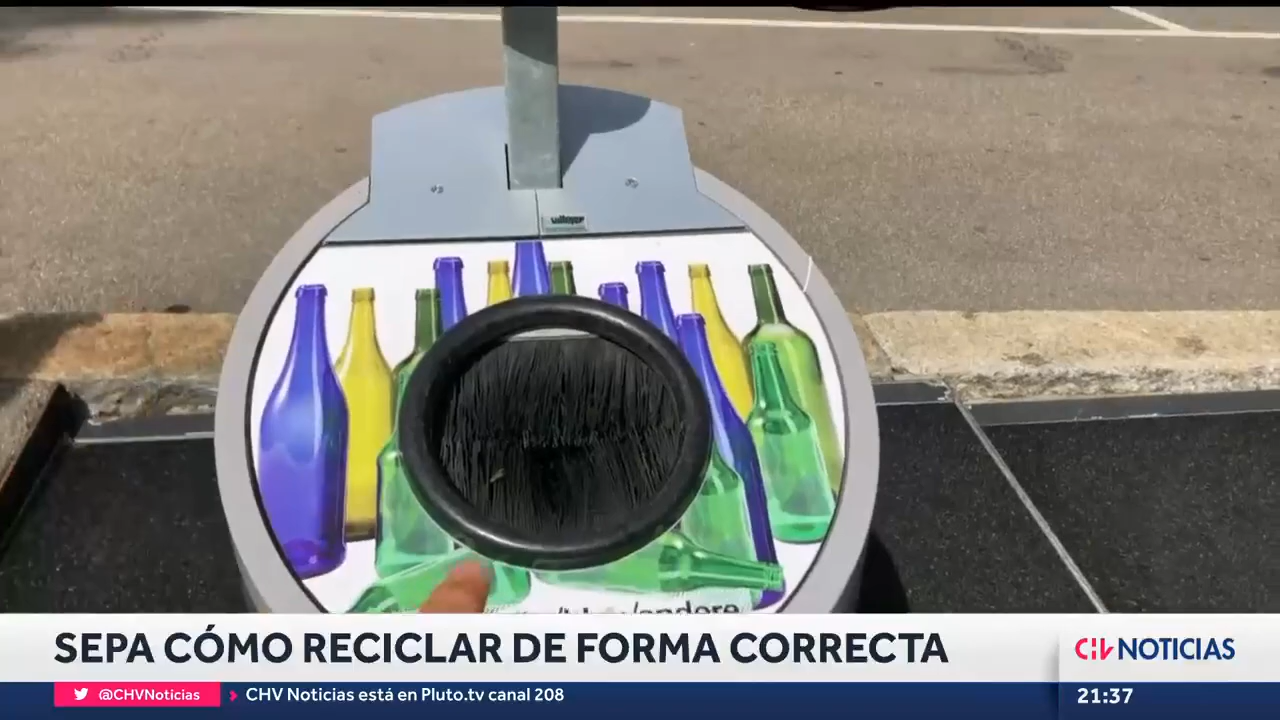 SEPA CÓMO RECICLAR DE FORMA CORRECTA
CHV NOTICIAS
@CHVNoticias
CHV Noticias está en Pluto.tv canal 208
21:37